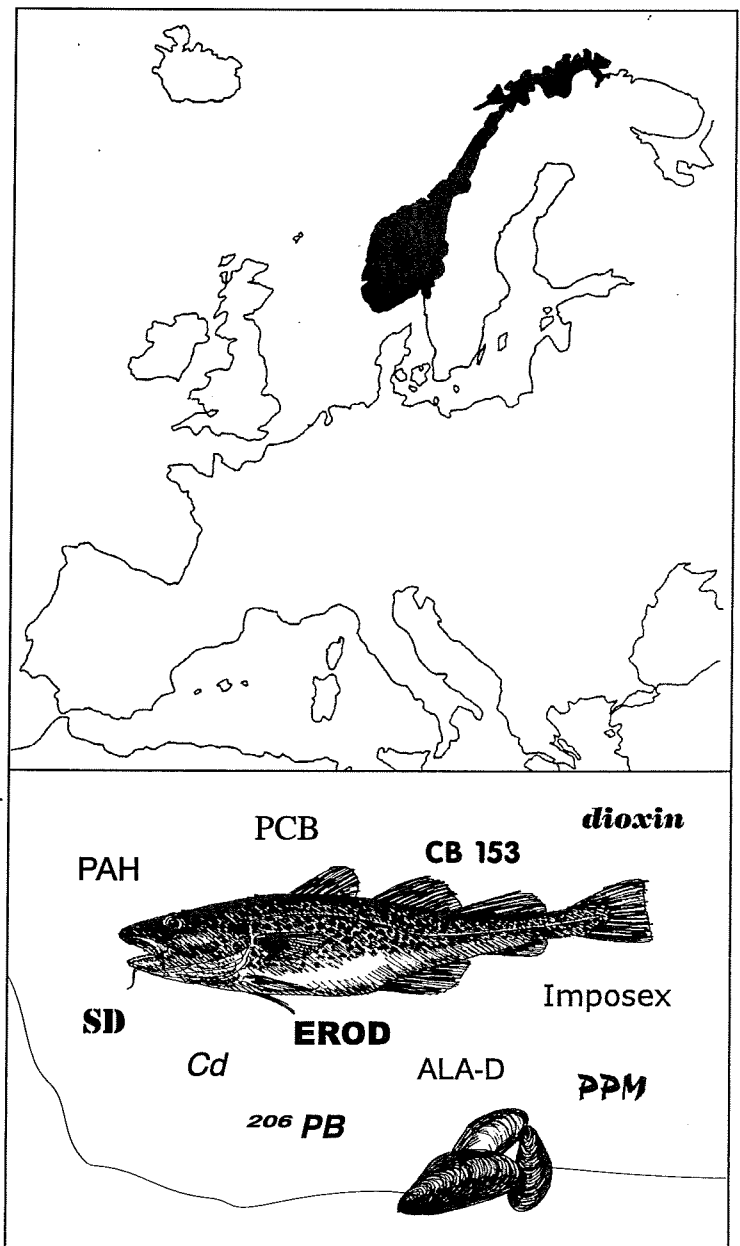 PCB
dioxin
CB 153
PAH
Imposex
SD
EROD
Cd
ALA-D
PPM
²⁰⁶ PB